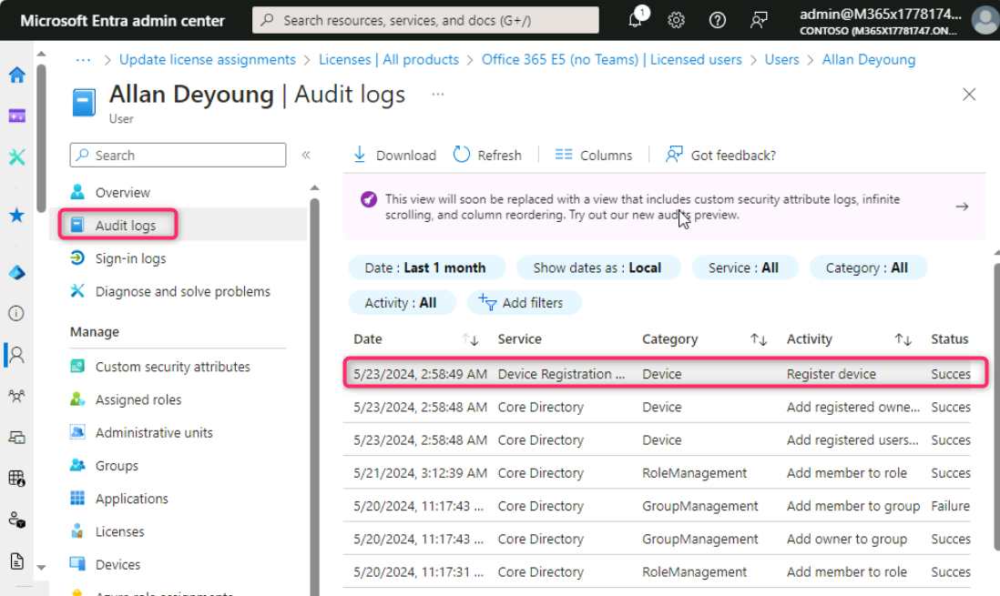 Microsoft Entra admin center
Search resources, services, and docs (G+/)
1
admin@M365x1778174...
CONTOSO (M365X17781747.ON...
... > Update license assignments > Licenses | All products > Office 365 E5 (no Teams) | Licensed users > Users > Allan Deyoung
Allan Deyoung | Audit logs ...
User
Search
«
Download
Refresh
Columns
Got feedback?
This view will soon be replaced with a view that includes custom security attribute logs, infinite
scrolling, and column reordering. Try out our new audits preview.
Overview
Audit logs
Sign-in logs
Diagnose and solve problems
Manage
Custom security attributes
Assigned roles
Administrative units
Groups
Applications
Licenses
Devices
Azure role assignments
Date : Last 1 month
Show dates as : Local
Service : All
Category : All
Activity : All
Add filters
Date Service Category Activity Status
5/23/2024, 2:58:49 AM Device Registration ... Device Register device Succes
5/23/2024, 2:58:48 AM Core Directory Device Add registered owne... Succes
5/23/2024, 2:58:48 AM Core Directory Device Add registered users... Succes
5/21/2024, 3:12:39 AM Core Directory RoleManagement Add member to role Succes
5/20/2024, 11:17:43 ... Core Directory GroupManagement Add member to group Failure
5/20/2024, 11:17:43 ... Core Directory GroupManagement Add owner to group Succes
5/20/2024, 11:17:31 ... Core Directory RoleManagement Add member to role Succes